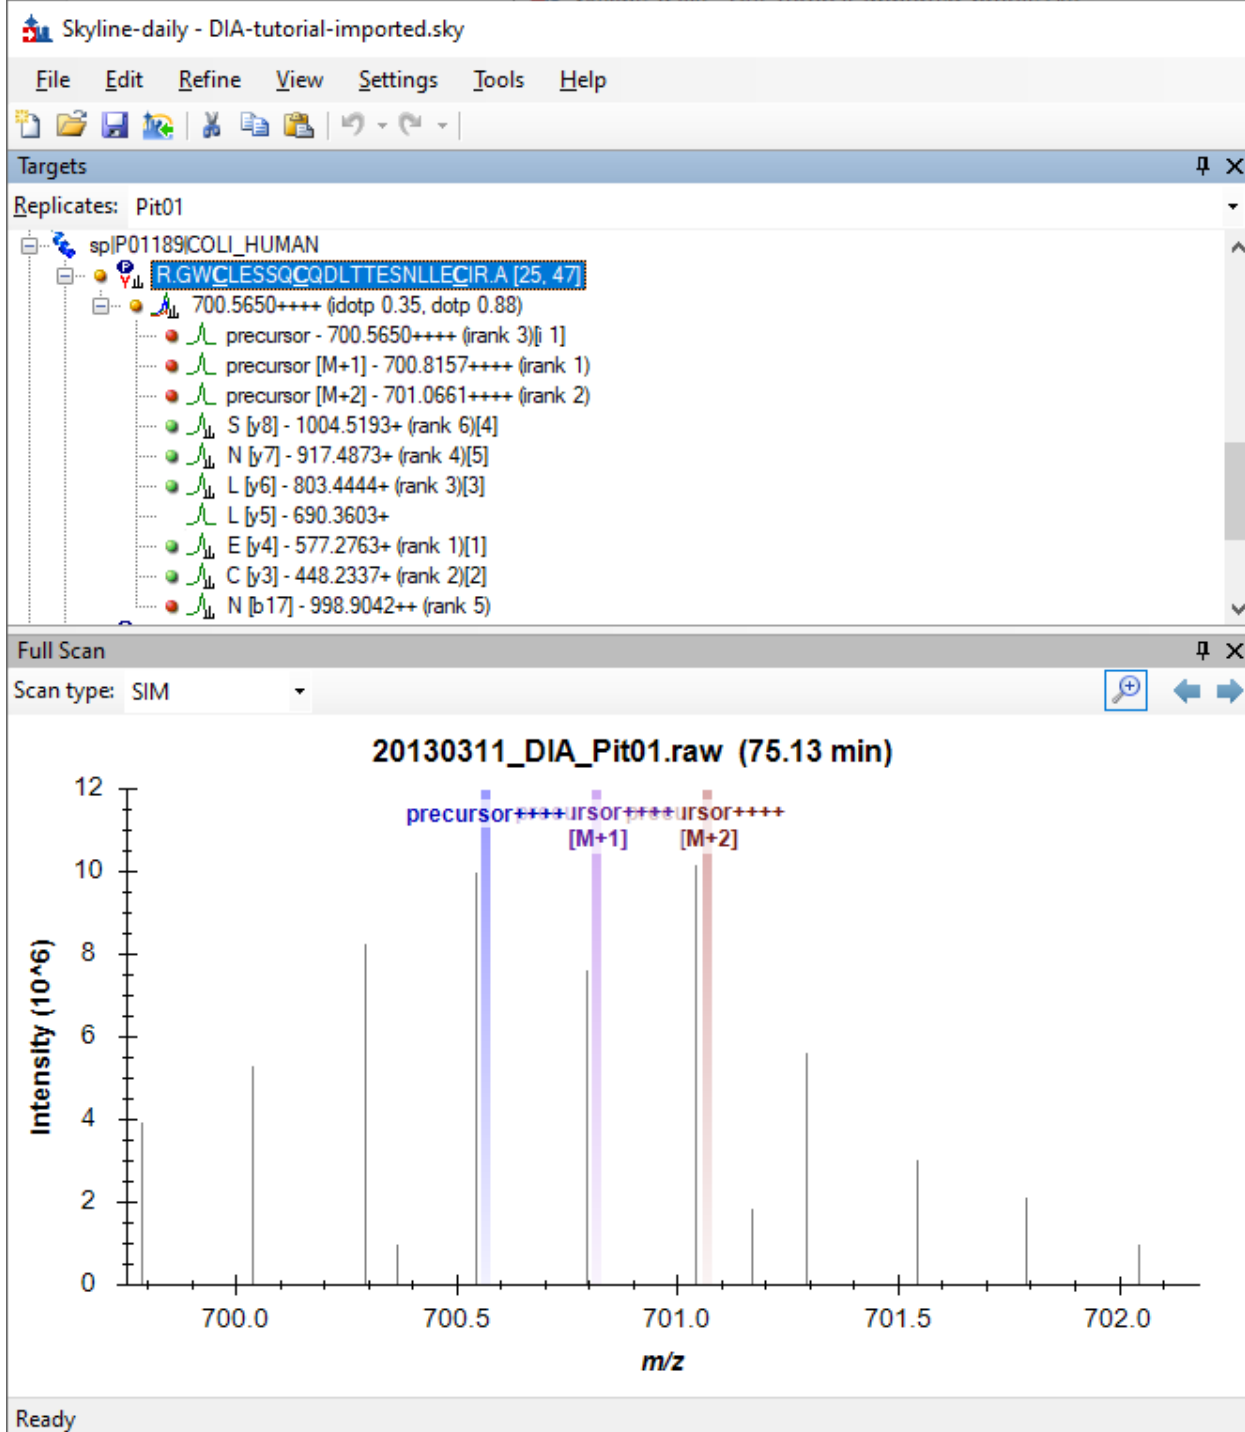 Skyline-daily - DIA-tutorial-imported.sky
File Edit Refine View Settings Tools Help
Targets
Replicates: Pit01
sp|P01189|COLI_HUMAN
R.GWCLESSQCQDLTTESNLLECIR.A [25, 47]
700.5650++++ (idotp 0.35, dotp 0.88)
precursor - 700.5650++++ (irank 3)[i 1]
precursor [M+1] - 700.8157++++ (irank 1)
precursor [M+2] - 701.0661++++ (irank 2)
S [y8] - 1004.5193+ (rank 6)[4]
N [y7] - 917.4873+ (rank 4)[5]
L [y6] - 803.4444+ (rank 3)[3]
L [y5] - 690.3603+
E [y4] - 577.2763+ (rank 1)[1]
C [y3] - 448.2337+ (rank 2)[2]
N [b17] - 998.9042++ (rank 5)
Full Scan
Scan type: SIM
20130311_DIA_Pit01.raw (75.13 min)
precursor++++ precursor++++ precursor++++
[M+1] [M+2]
12
10
8
6
4
2
0
Intensity (10^6)
700.0 700.5 701.0 701.5 702.0
m/z
Ready